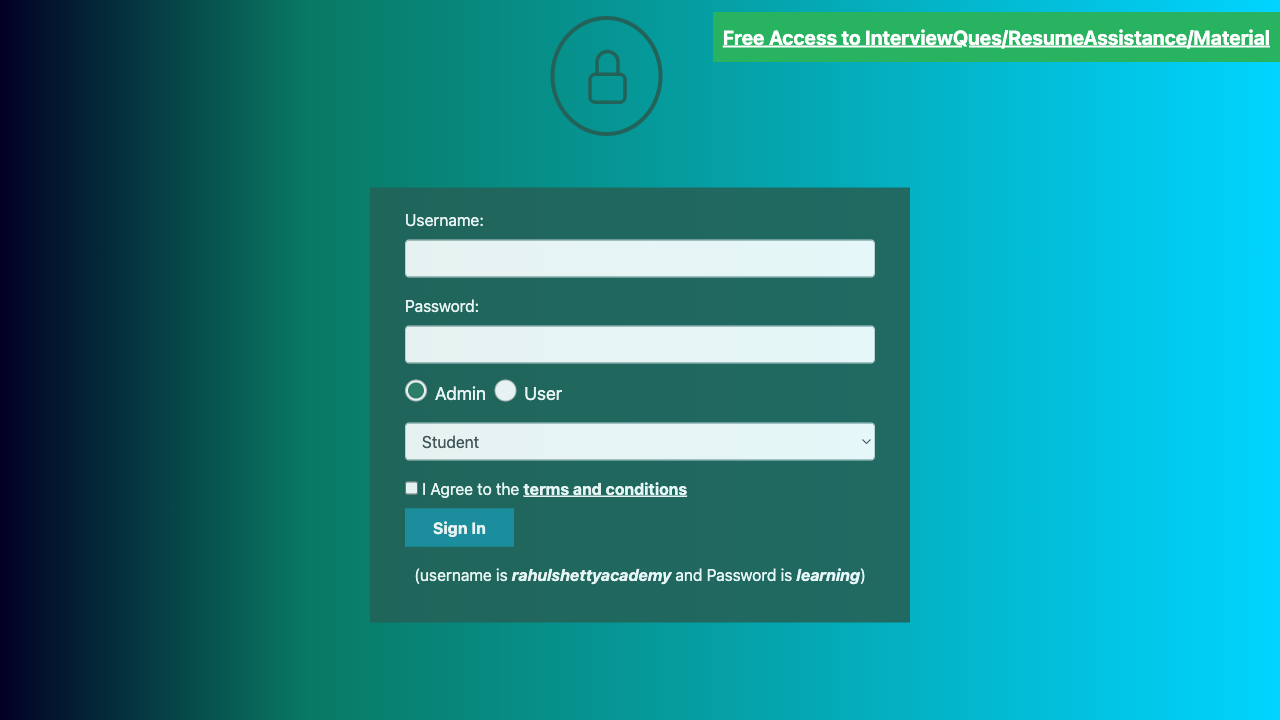 Free Access to InterviewQues/ResumeAssistance/Material
Username:
Password:
Admin User
Student
I Agree to the terms and conditions
Sign In
(username is rahulshettyacademy and Password is learning)